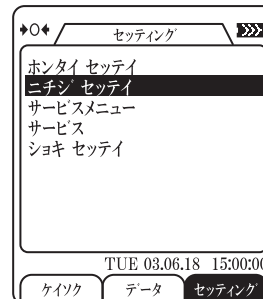 セッティング
ホンタイ セッテイ
ニチジ セッテイ
サービスメニュー
サービス
ショキ セッテイ
TUE 03.06.18 15:00:00
ケイソク データ セッティング